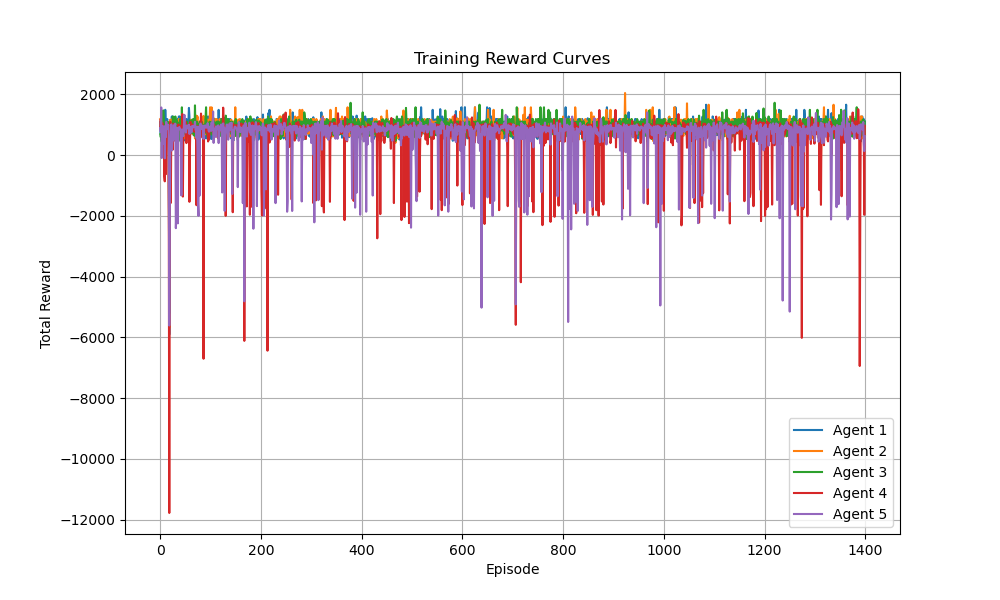 Training Reward Curves
Total Reward
2000
0
−2000
−4000
−6000
−8000
−10000
−12000
0 200 400 600 800 1000 1200 1400
Episode
Agent 1
Agent 2
Agent 3
Agent 4
Agent 5